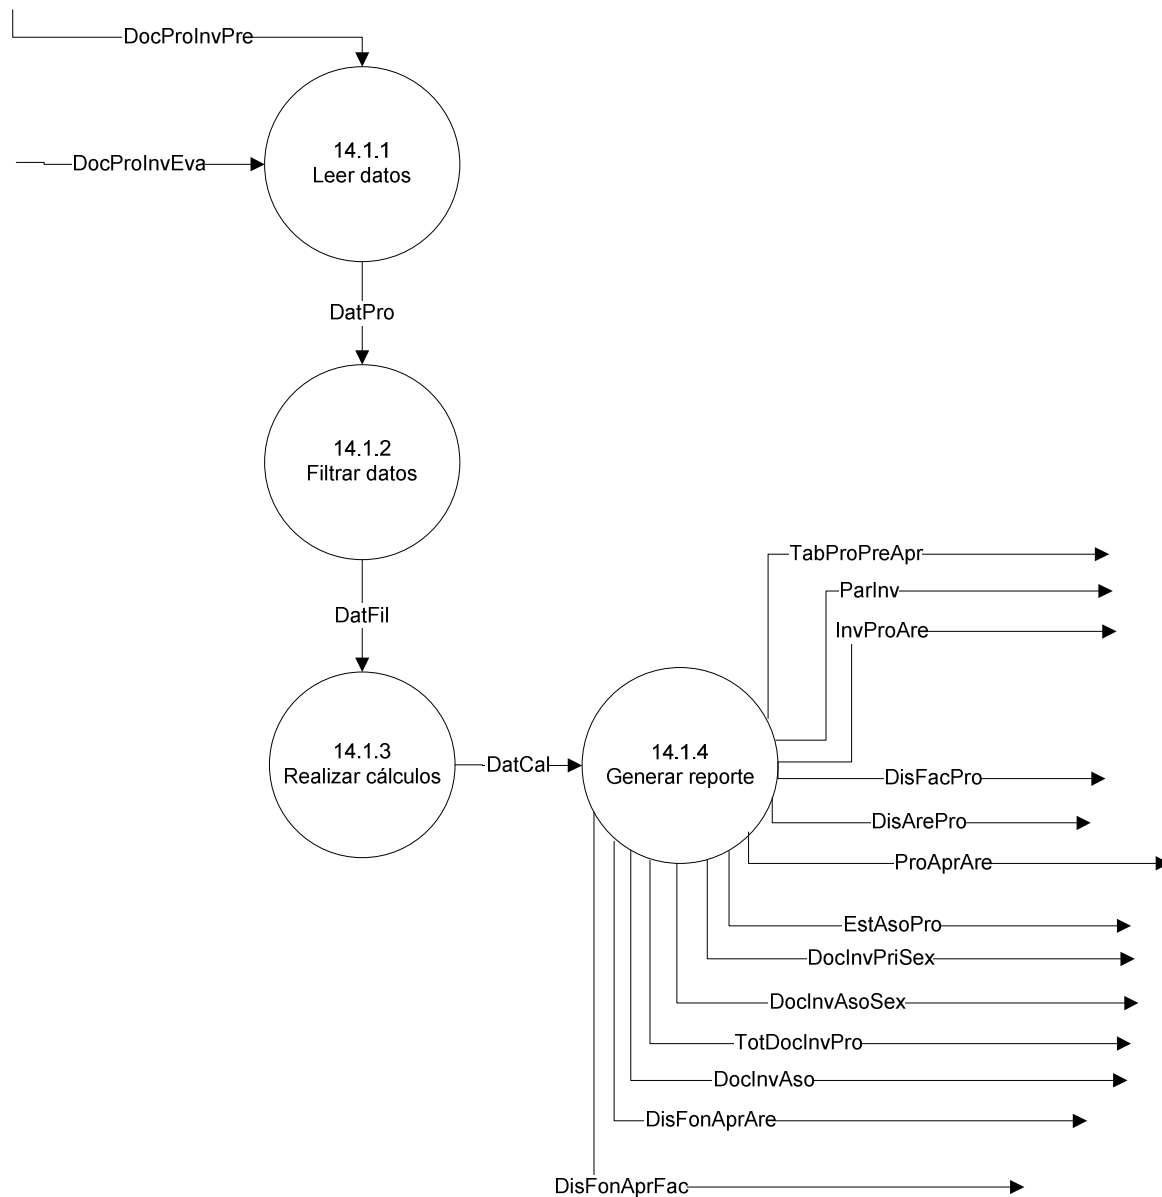 DocProInvPre
14.1.1
Leer datos
DocProInvEva
DatPro
14.1.2
Filtrar datos
DatFil
14.1.3
Realizar cálculos
DatCal
14.1.4
Generar reporte
TabProPreApr
ParInv
InvProAre
DisFacPro
DisArePro
ProAprAre
EstAsoPro
DocInvPriSex
DocInvAsoSex
TotDocInvPro
DocInvAso
DisFonAprAre
DisFonAprFac